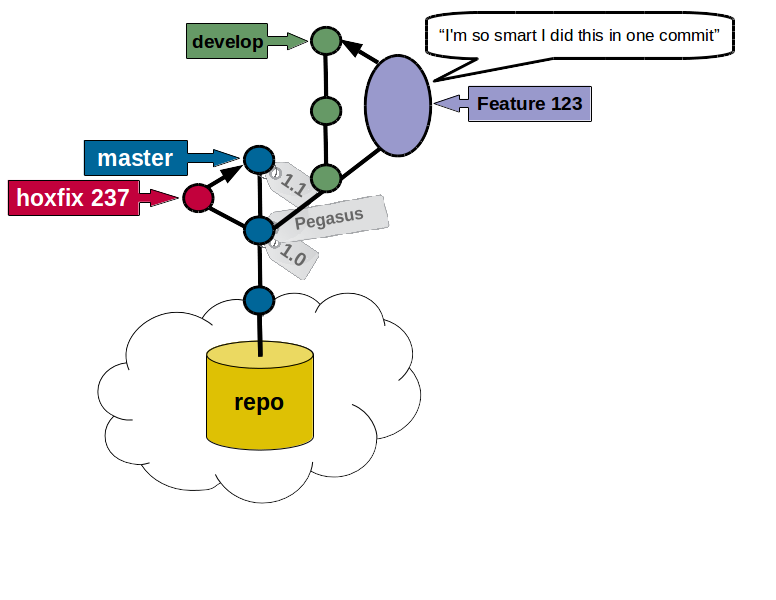 “I'm so smart I did this in one commit”
develop
Feature 123
master
1.1
hoxfix 237
Pegasus
1.0
repo